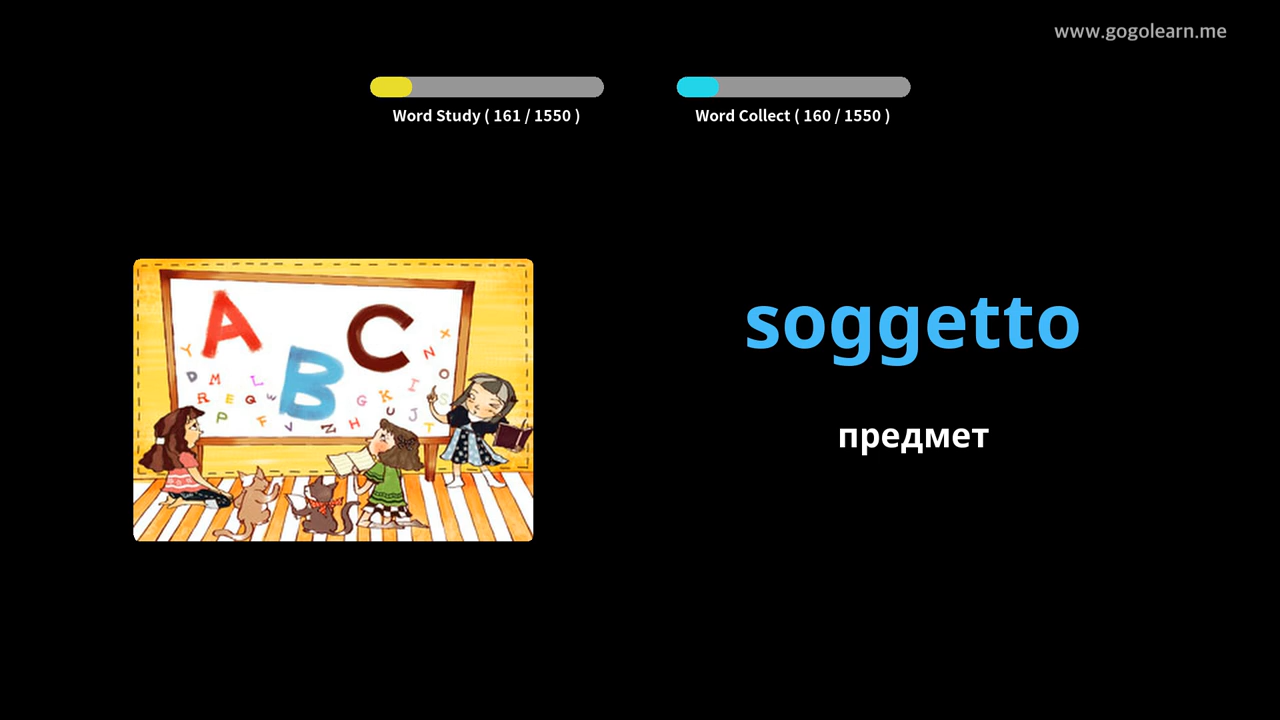 www.gogolearn.me
Word Study ( 161 / 1550 )
Word Collect ( 160 / 1550 )
soggetto
предмет
A
B
C
X
Y
N
D M L
I
O
R E Q W
G K
S
P
F
V
Z
H
U
J
T